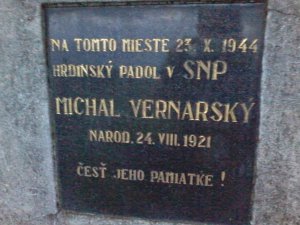 NA TOMTO MIESTE 23. X. 1944
HRDINSKÝ PADOL V SNP
MICHAL VERNARSKÝ
NAROD. 24. VIII. 1921
ČESŤ JEHO PAMIATKE !